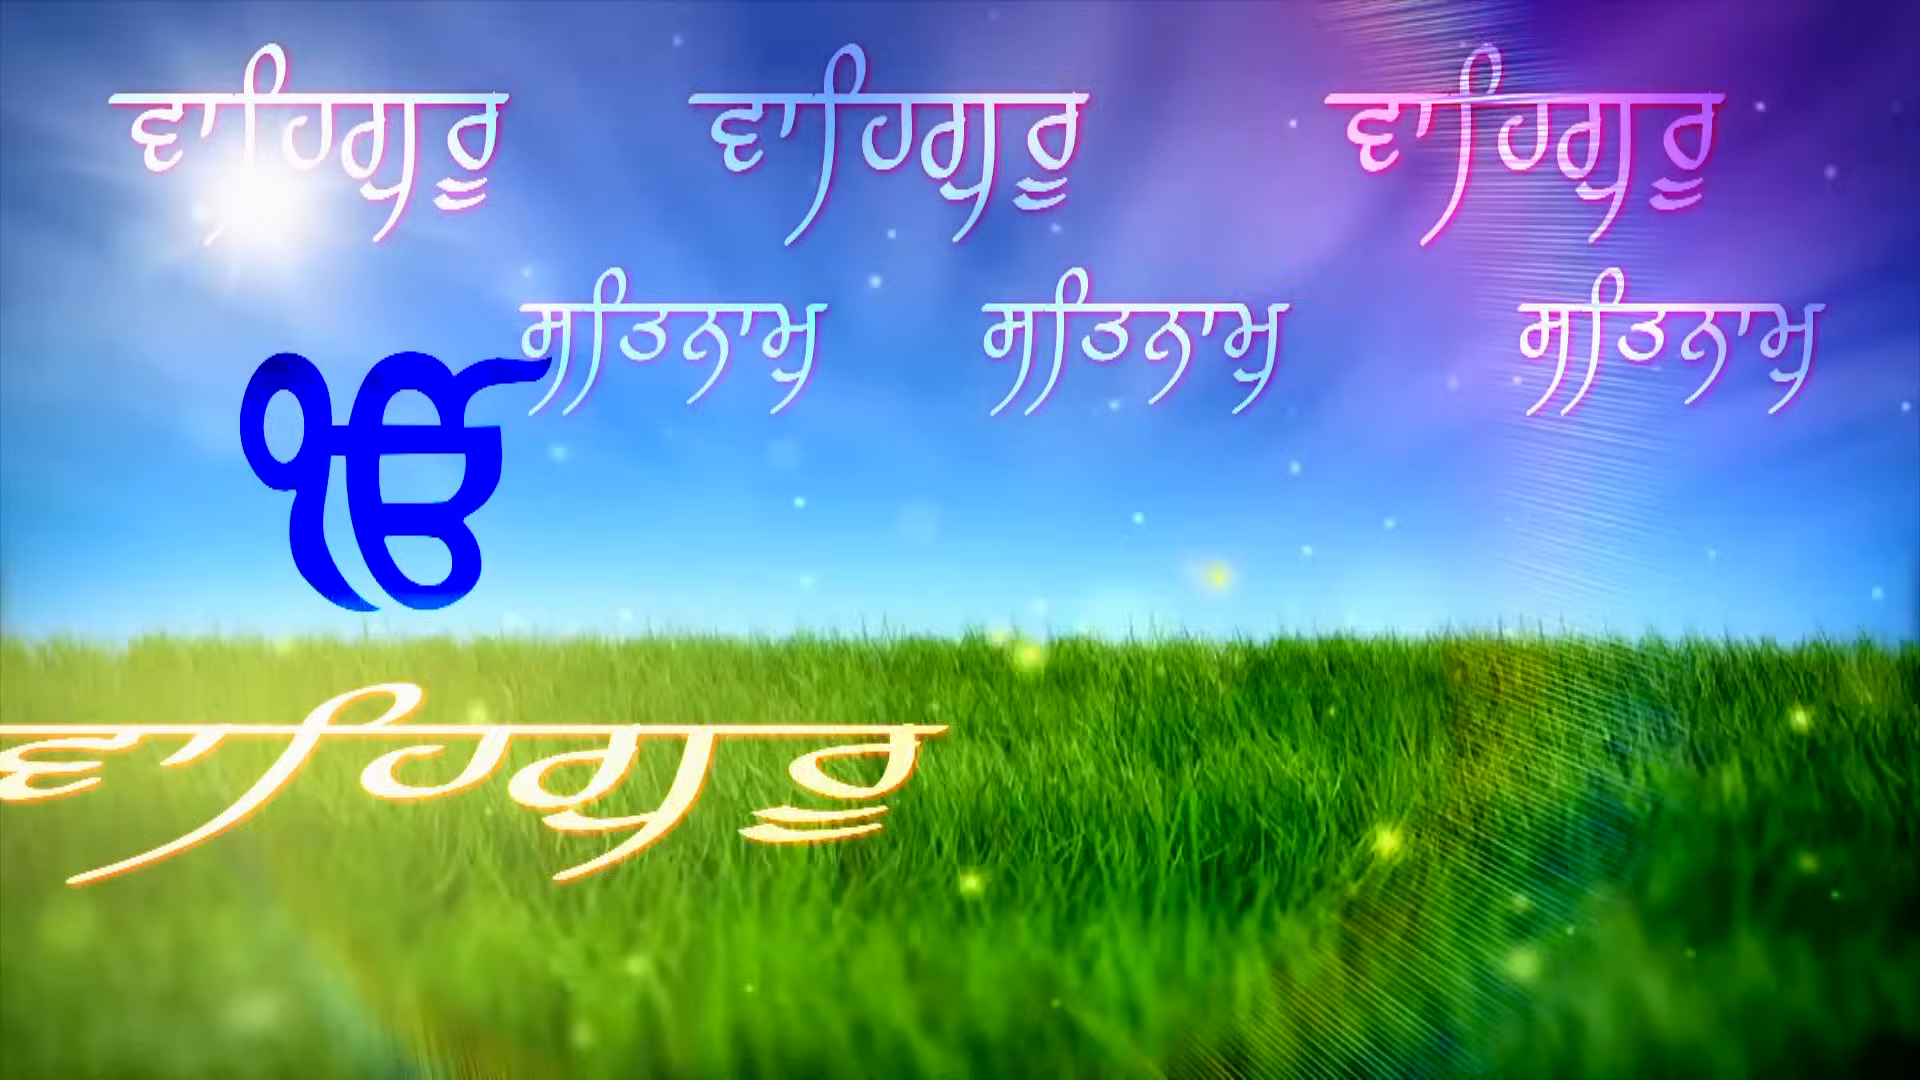 ਵਾਹਿਗੁਰੂ ਵਾਹਿਗੁਰੂ ਵਾਹਿਗੁਰੂ
ਸਤਿਨਾਮੁ ਸਤਿਨਾਮੁ ਸਤਿਨਾਮੁ
ੴ
ਵਾਹਿਗੁਰੂ